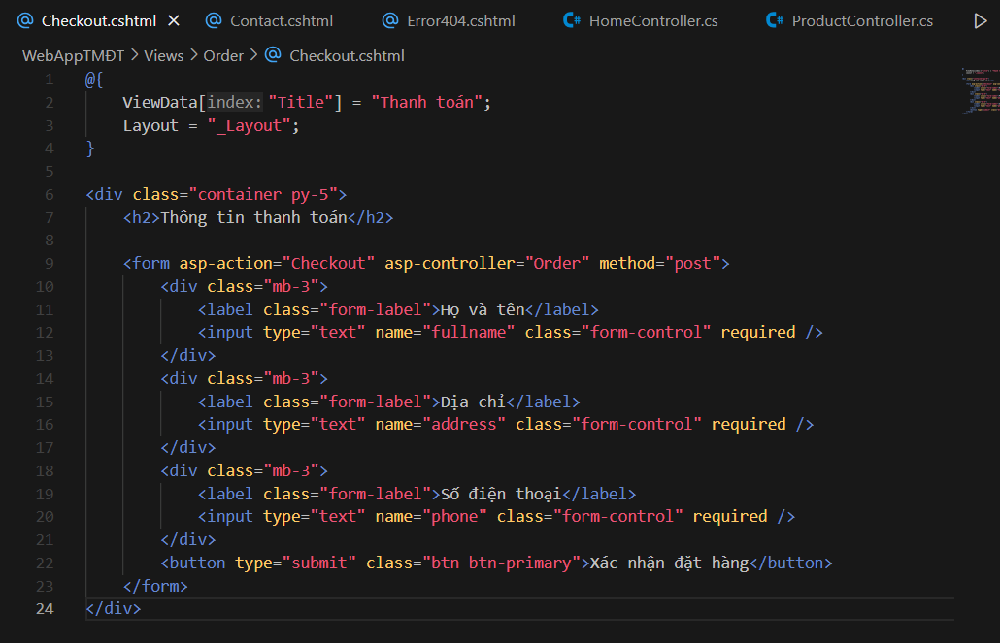 Checkout.cshtml Contact.cshtml Error404.cshtml HomeController.cs ProductController.cs
WebAppTMĐT > Views > Order > Checkout.cshtml
1 @{
2 ViewData[index: "Title"] = "Thanh toán";
3 Layout = "_Layout";
4 }
5
6 <div class="container py-5">
7 <h2>Thông tin thanh toán</h2>
8
9 <form asp-action="Checkout" asp-controller="Order" method="post">
10 <div class="mb-3">
11 <label class="form-label">Họ và tên</label>
12 <input type="text" name="fullname" class="form-control" required />
13 </div>
14 <div class="mb-3">
15 <label class="form-label">Địa chỉ</label>
16 <input type="text" name="address" class="form-control" required />
17 </div>
18 <div class="mb-3">
19 <label class="form-label">Số điện thoại</label>
20 <input type="text" name="phone" class="form-control" required />
21 </div>
22 <button type="submit" class="btn btn-primary">Xác nhận đặt hàng</button>
23 </form>
24 </div>